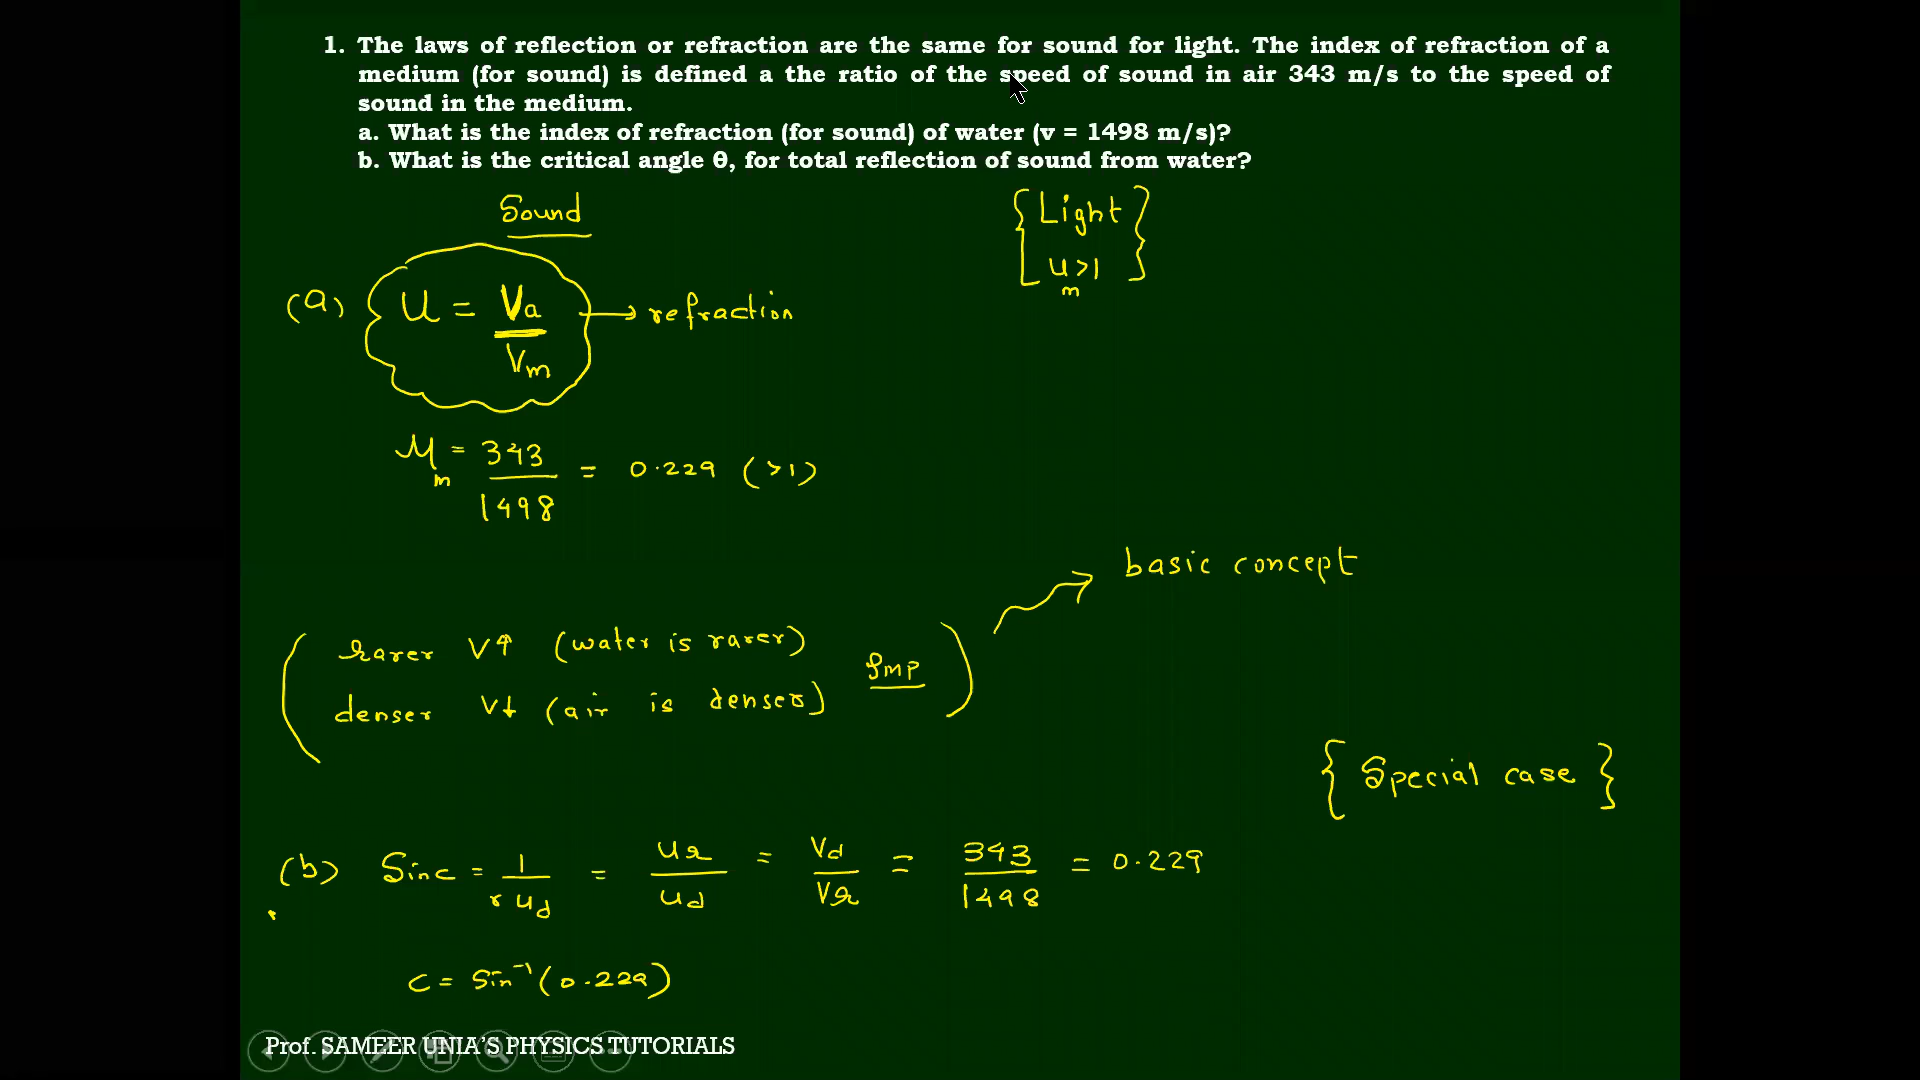 1. The laws of reflection or refraction are the same for sound for light. The index of refraction of a
medium (for sound) is defined a the ratio of the speed of sound in air 343 m/s to the speed of
sound in the medium.
a. What is the index of refraction (for sound) of water (v = 1498 m/s)?
b. What is the critical angle θ, for total reflection of sound from water?
Sound
{Light}
u>1
m
(a) u = Va/Vm → refraction
μm = 343/1498 = 0.229 (>1)
basic concept
rarer V↑ (water is rarer)
Imp
denser V↓ (air is denser)
{Special case}
(b) Sinc = 1/rud = ur/ud = Vd/Vr = 343/1498 = 0.229
c = Sin⁻¹(0.229)
Prof. SAMEER UNIA'S PHYSICS TUTORIALS